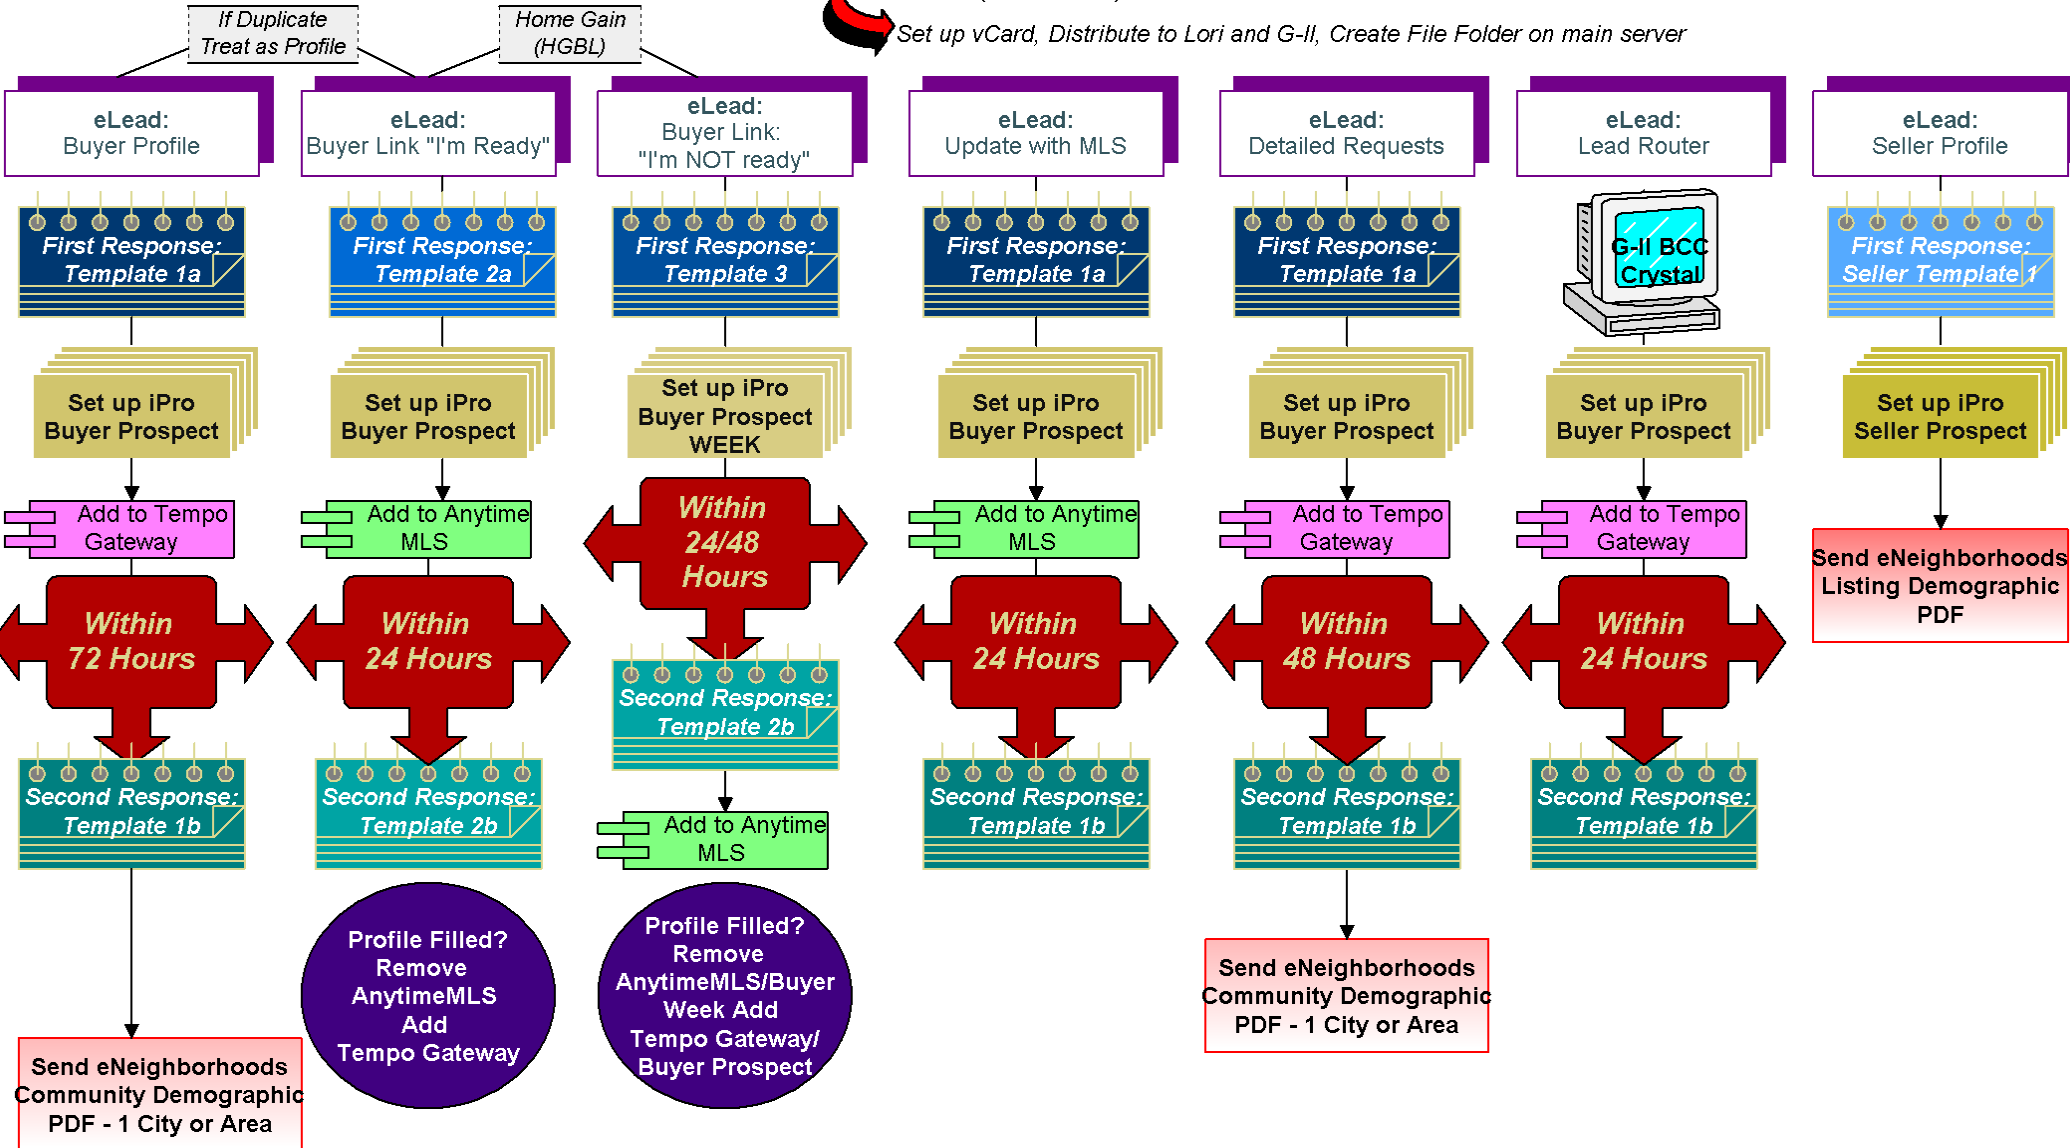 If Duplicate
Treat as Profile
Home Gain
(HGBL)
Set up vCard, Distribute to Lori and G-II, Create File Folder on main server
eLead:
Buyer Profile
First Response:
Template 1a
Set up iPro
Buyer Prospect
Add to Tempo
Gateway
Within
72 Hours
Second Response:
Template 1b
Send eNeighborhoods
Community Demographic
PDF - 1 City or Area
eLead:
Buyer Link "I'm Ready"
First Response:
Template 2a
Set up iPro
Buyer Prospect
Add to Anytime
MLS
Within
24 Hours
Second Response:
Template 2b
Profile Filled?
Remove
AnytimeMLS
Add
Tempo Gateway
eLead:
Buyer Link:
"I'm NOT ready"
First Response:
Template 3
Set up iPro
Buyer Prospect
WEEK
Within
24/48
Hours
Second Response:
Template 2b
Add to Anytime
MLS
Profile Filled?
Remove
AnytimeMLS/Buyer
Week Add
Tempo Gateway/
Buyer Prospect
eLead:
Update with MLS
First Response:
Template 1a
Set up iPro
Buyer Prospect
Add to Anytime
MLS
Within
24 Hours
Second Response:
Template 1b
eLead:
Detailed Requests
First Response:
Template 1a
Set up iPro
Buyer Prospect
Add to Tempo
Gateway
Within
48 Hours
Second Response:
Template 1b
Send eNeighborhoods
Community Demographic
PDF - 1 City or Area
eLead:
Lead Router
G-II BCC
Crystal
Set up iPro
Buyer Prospect
Add to Tempo
Gateway
Within
24 Hours
Second Response:
Template 1b
eLead:
Seller Profile
First Response:
Seller Template 1
Set up iPro
Seller Prospect
Send eNeighborhoods
Listing Demographic
PDF